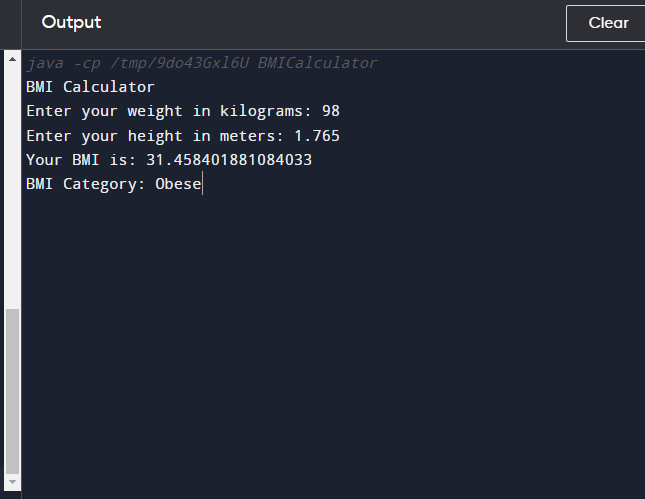 Output
Clear
java -cp /tmp/9do43Gxl6U BMICalculator
BMI Calculator
Enter your weight in kilograms: 98
Enter your height in meters: 1.765
Your BMI is: 31.458401881084033
BMI Category: Obese